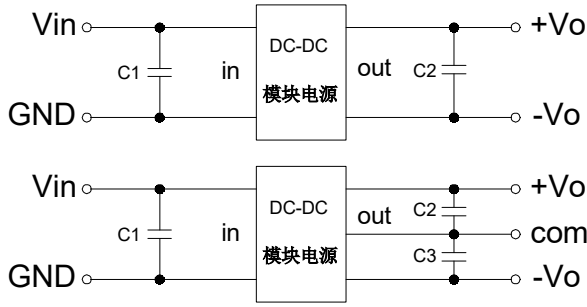 Vin
+Vo
DC-DC
C1
in
out
C2
模块电源
GND
-Vo
Vin
+Vo
DC-DC
out
C2
C1
in
com
模块电源
C3
GND
-Vo